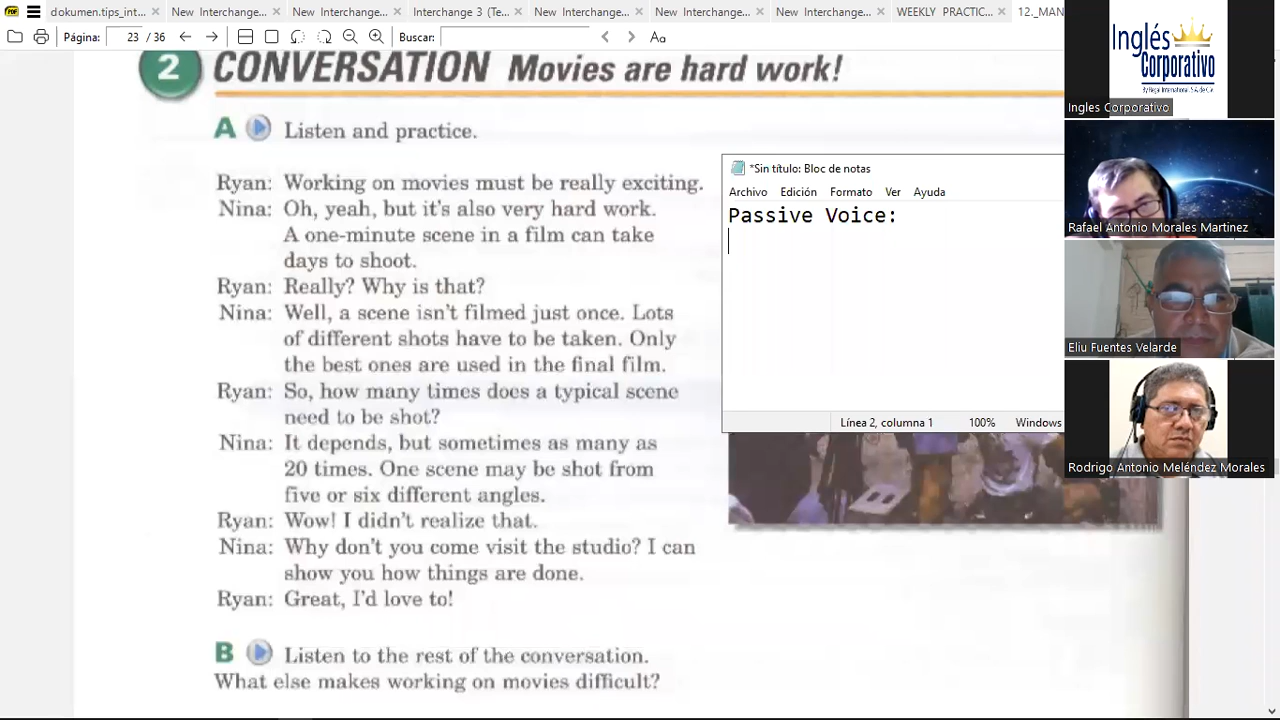 dokumen.tips_int...
New Interchange...
New Interchange...
Interchange 3 (Te...
New Interchange...
New Interchange...
New Interchange...
WEEKLY PRACTIC...
12._MAN
Página: 23 / 36
Buscar:
Aa
2 CONVERSATION Movies are hard work!
A Listen and practice.
Ryan: Working on movies must be really exciting.
Nina: Oh, yeah, but it's also very hard work.
A one-minute scene in a film can take
days to shoot.
Ryan: Really? Why is that?
Nina: Well, a scene isn't filmed just once. Lots
of different shots have to be taken. Only
the best ones are used in the final film.
Ryan: So, how many times does a typical scene
need to be shot?
Nina: It depends, but sometimes as many as
20 times. One scene may be shot from
five or six different angles.
Ryan: Wow! I didn't realize that.
Nina: Why don't you come visit the studio? I can
show you how things are done.
Ryan: Great, I'd love to!
B Listen to the rest of the conversation.
What else makes working on movies difficult?
*Sin título: Bloc de notas
Archivo Edición Formato Ver Ayuda
Passive Voice:
Línea 2, columna 1 100% Windows
Inglés
Corporativo
By Regal International, S.A. de C.V.
Ingles Corporativo
Rafael Antonio Morales Martinez
Eliu Fuentes Velarde
Rodrigo Antonio Meléndez Morales